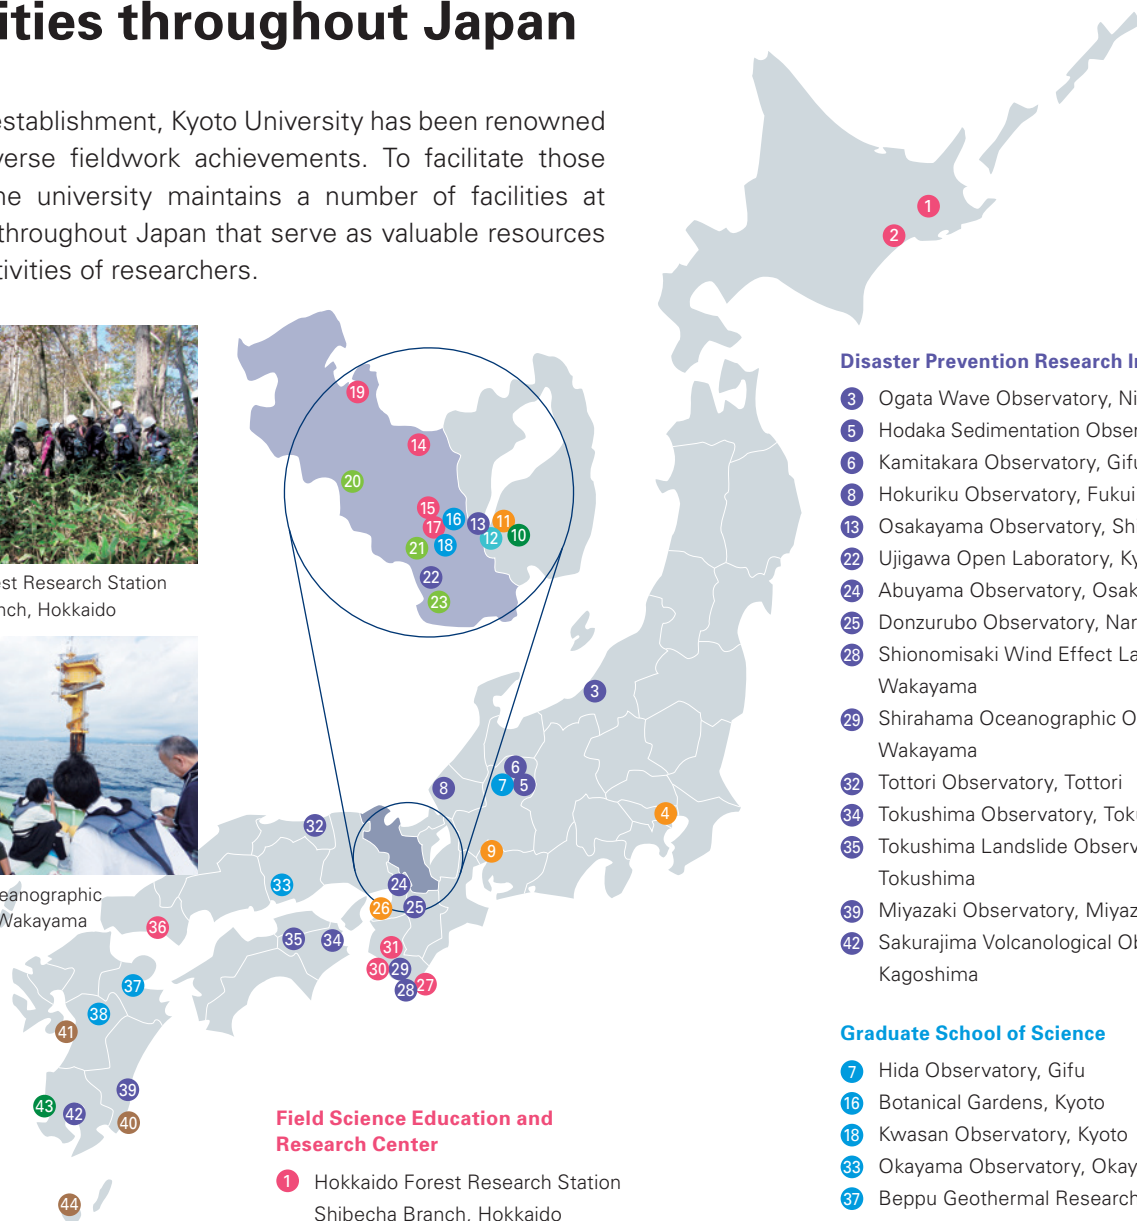 ities throughout Japan
establishment, Kyoto University has been renowned
verse fieldwork achievements. To facilitate those
ne university maintains a number of facilities at
throughout Japan that serve as valuable resources
tivities of researchers.
est Research Station
nch, Hokkaido
eanographic
Wakayama
1
2
19
14
20
15
17
16
13
11
12
10
21
18
22
23
3
6
7
5
8
4
9
32
33
24
26
25
36
35
34
31
30
29
28
27
37
38
41
39
43
42
40
44
Disaster Prevention Research In
3 Ogata Wave Observatory, Ni
5 Hodaka Sedimentation Obser
6 Kamitakara Observatory, Gifu
8 Hokuriku Observatory, Fukui
13 Osakayama Observatory, Sh
22 Ujigawa Open Laboratory, Ky
24 Abuyama Observatory, Osak
25 Donzurubo Observatory, Nar
28 Shionomisaki Wind Effect La
Wakayama
29 Shirahama Oceanographic O
Wakayama
32 Tottori Observatory, Tottori
34 Tokushima Observatory, Toku
35 Tokushima Landslide Observ
Tokushima
39 Miyazaki Observatory, Miyaz
42 Sakurajima Volcanological Ob
Kagoshima
Graduate School of Science
7 Hida Observatory, Gifu
16 Botanical Gardens, Kyoto
18 Kwasan Observatory, Kyoto
33 Okayama Observatory, Okay
37 Beppu Geothermal Research
Field Science Education and
Research Center
1 Hokkaido Forest Research Station
Shibecha Branch, Hokkaido